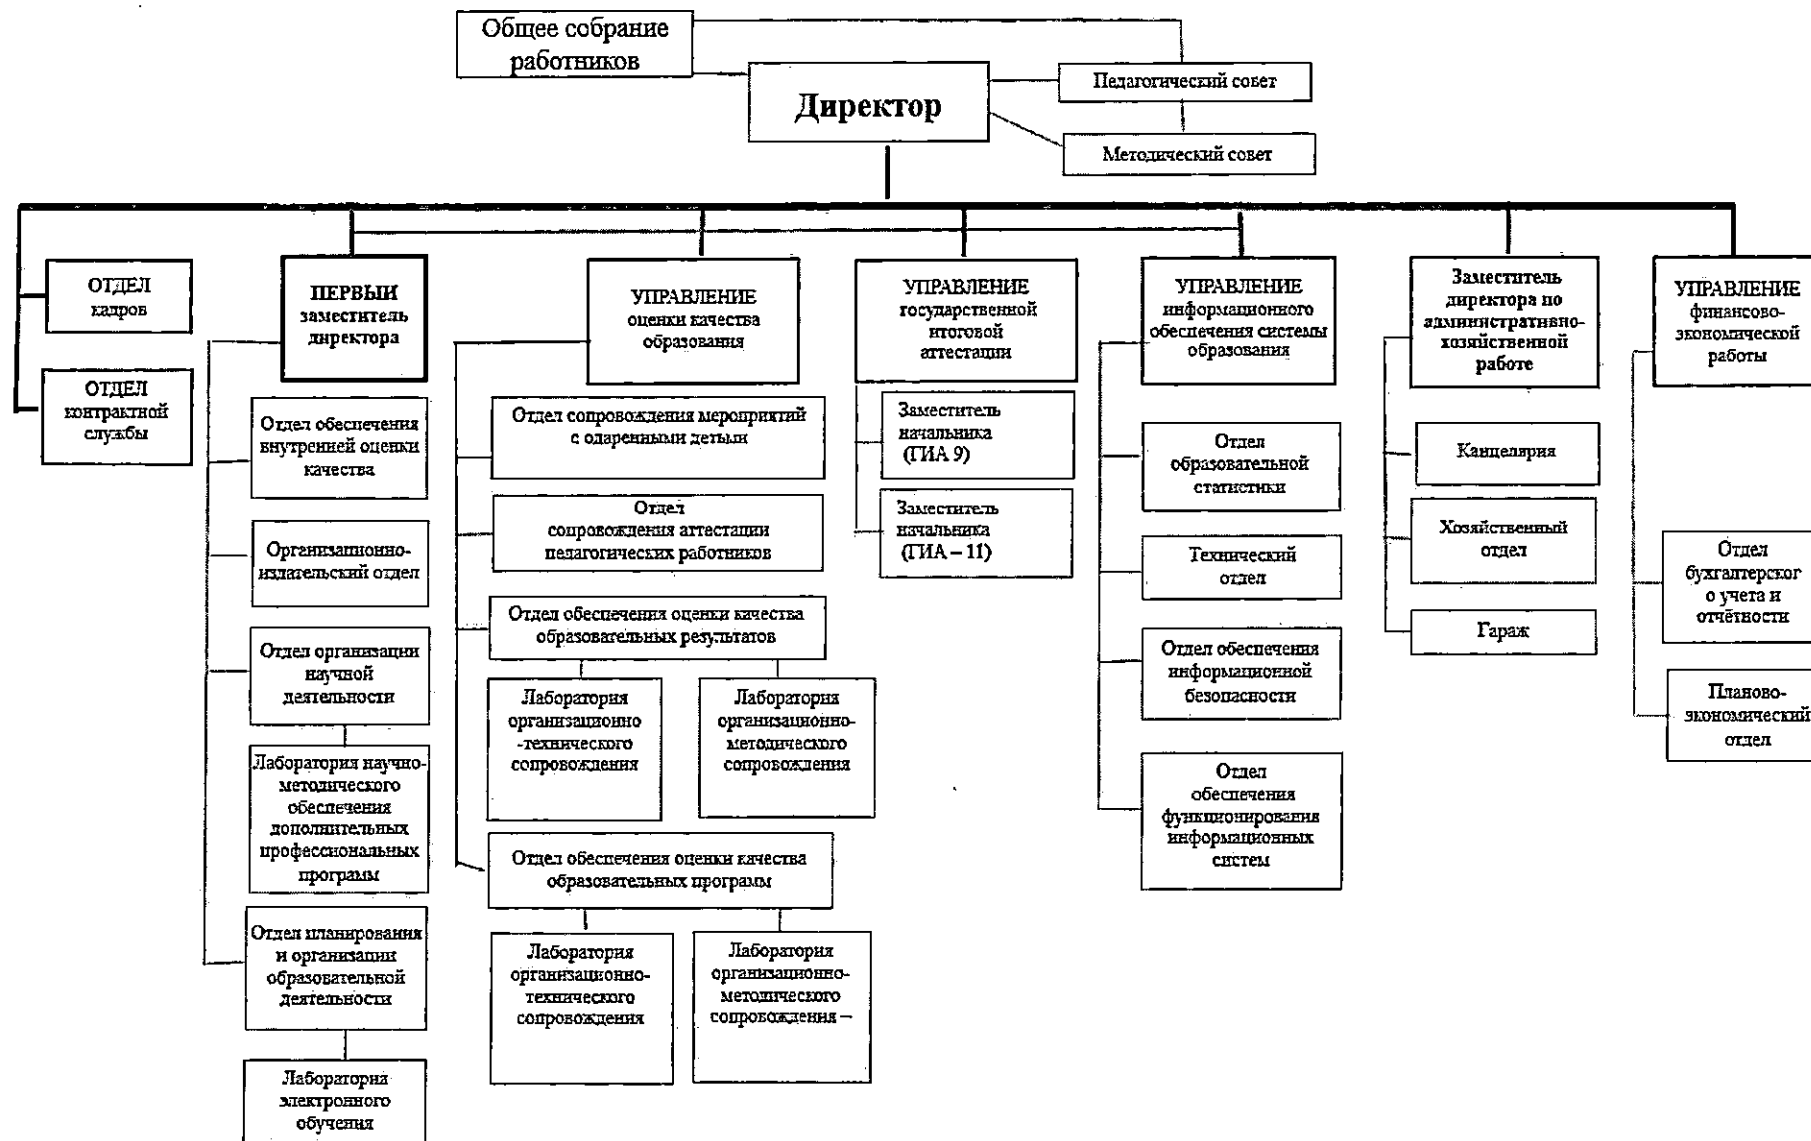 Общее собрание
работников
Директор
Педагогический совет
Методический совет
ОТДЕЛ
кадров
ОТДЕЛ
контрактной
службы
ПЕРВЫЙ
заместитель
директора
Отдел обеспечения
внутренней оценки
качества
Организационно-
издательский отдел
Отдел организации
научной
деятельности
Лаборатория научно-
методического
обеспечения
дополнительных
профессиональных
программ
Отдел планирования
и организации
образовательной
деятельности
Лаборатория
электронного
обучения
УПРАВЛЕНИЕ
оценки качества
образования
Отдел сопровождения мероприятий
с одаренными детьми
Отдел
сопровождения аттестации
педагогических работников
Отдел обеспечения оценки качества
образовательных результатов
Лаборатория
организационно
-технического
сопровождения
Лаборатория
организационно-
методического
сопровождения
Отдел обеспечения оценки качества
образовательных программ
Лаборатория
организационно-
технического
сопровождения
Лаборатория
организационно-
методического
сопровождения –
УПРАВЛЕНИЕ
государственной
итоговой
аттестации
Заместитель
начальника
(ГИА 9)
Заместитель
начальника
(ГИА – 11)
УПРАВЛЕНИЕ
информационного
обеспечения системы
образования
Отдел
образовательной
статистики
Технический
отдел
Отдел обеспечения
информационной
безопасности
Отдел
обеспечения
функционирования
информационных
систем
Заместитель
директора по
административно-
хозяйственной
работе
Канцелярия
Хозяйственный
отдел
Гараж
УПРАВЛЕНИЕ
финансово-
экономической
работы
Отдел
бухгалтерског
о учета и
отчётности
Планово-
экономический
отдел